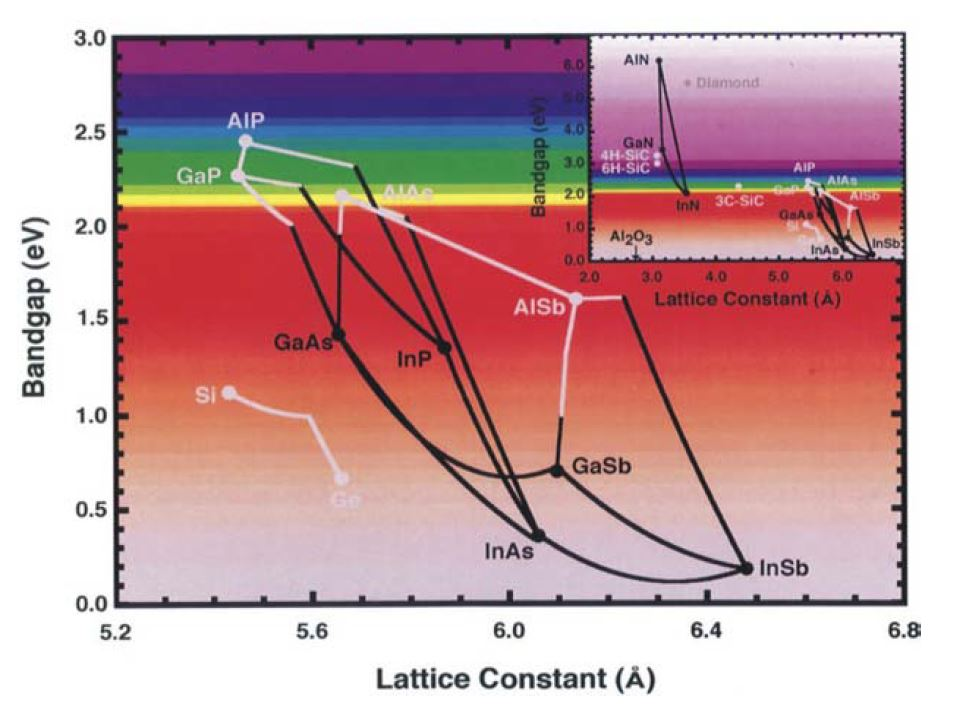 3.0
2.5
2.0
1.5
1.0
0.5
0.0
Bandgap (eV)
5.2
5.6
6.0
6.4
6.8
Lattice Constant (Å)
AlP
GaP
AlAs
AlSb
GaAs
InP
Si
Ge
GaSb
InAs
InSb
6.0
5.0
4.0
3.0
2.0
1.0
0.0
Bandgap (eV)
2.0
3.0
4.0
5.0
6.0
Lattice Constant (Å)
AlN
Diamond
GaN
4H-SiC
6H-SiC
InN
3C-SiC
Al2O3
AlP
GaP
AlAs
AlSb
GaAs
Si
InAs
InSb